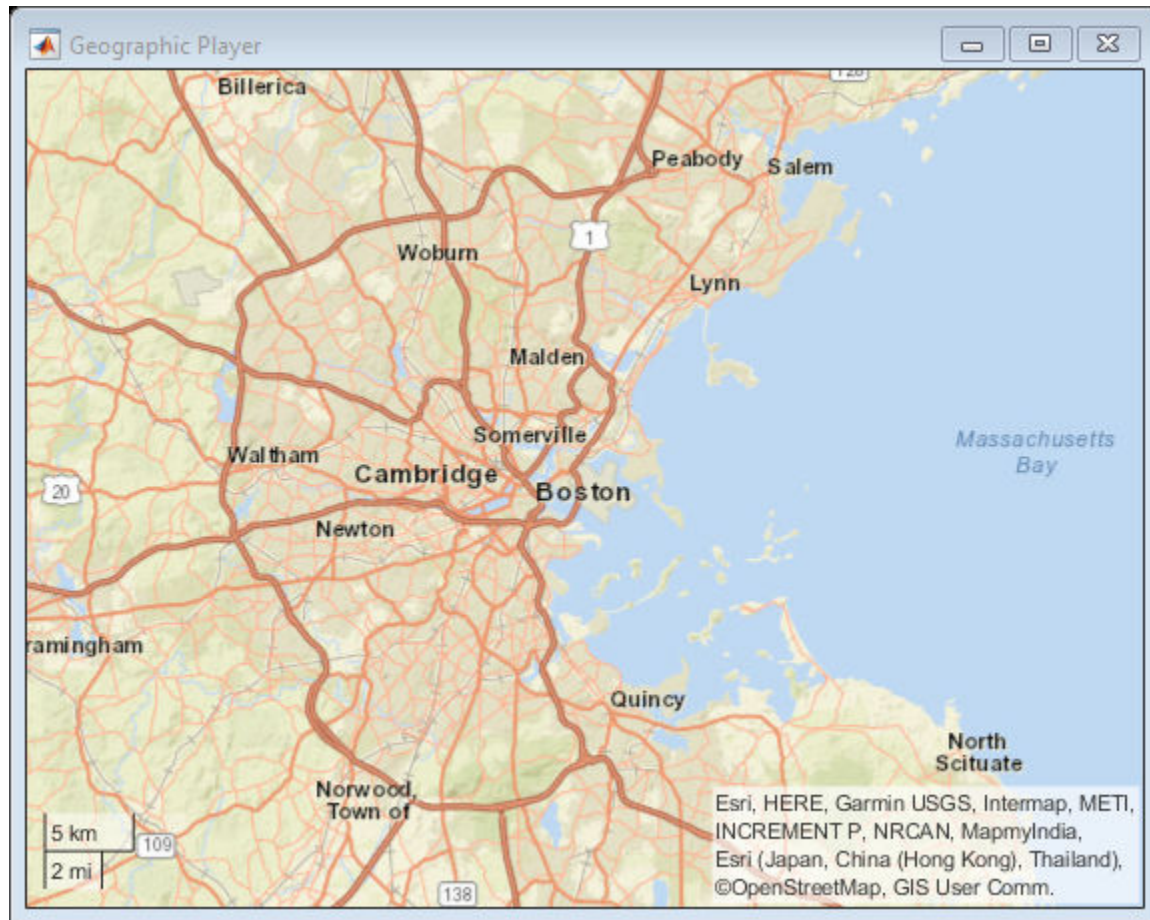 Geographic Player
128
Billerica
Peabody
Salem
1
Woburn
Lynn
Malden
Somerville
Massachusetts
Bay
Waltham
Cambridge
Boston
20
Newton
ramingham
Quincy
North
Scituate
Norwood,
Town of
5 km
2 mi
109
138
Esri, HERE, Garmin USGS, Intermap, METI,
INCREMENT P, NRCAN, MapmyIndia,
Esri (Japan, China (Hong Kong), Thailand),
©OpenStreetMap, GIS User Comm.